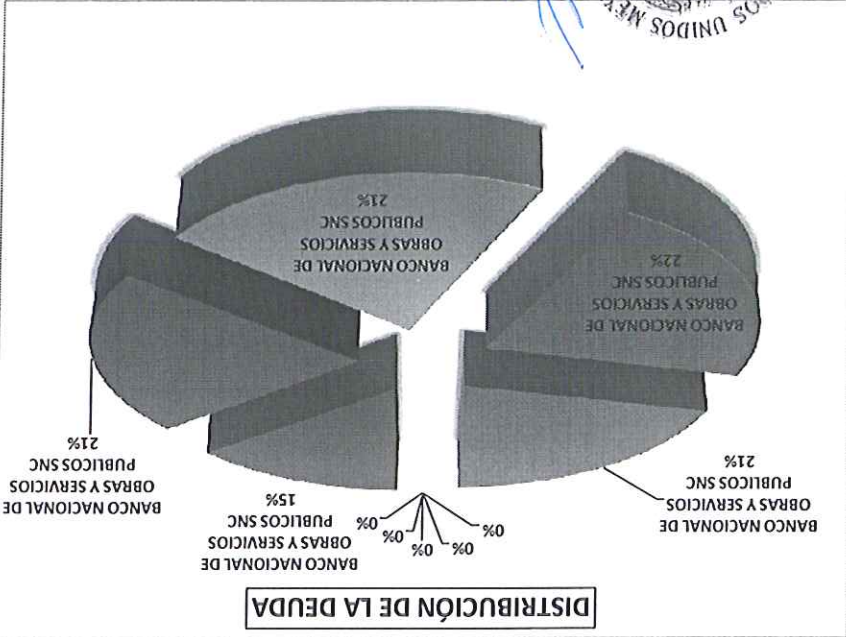 DISTRIBUCIÓN DE LA DEUDA
0%
0%
0%
0%
0%
BANCO NACIONAL DE
OBRAS Y SERVICIOS
PUBLICOS SNC
21%
BANCO NACIONAL DE
OBRAS Y SERVICIOS
PUBLICOS SNC
15%
BANCO NACIONAL DE
OBRAS Y SERVICIOS
PUBLICOS SNC
21%
BANCO NACIONAL DE
OBRAS Y SERVICIOS
PUBLICOS SNC
22%
BANCO NACIONAL DE
OBRAS Y SERVICIOS
PUBLICOS SNC
21%
UNIDOS